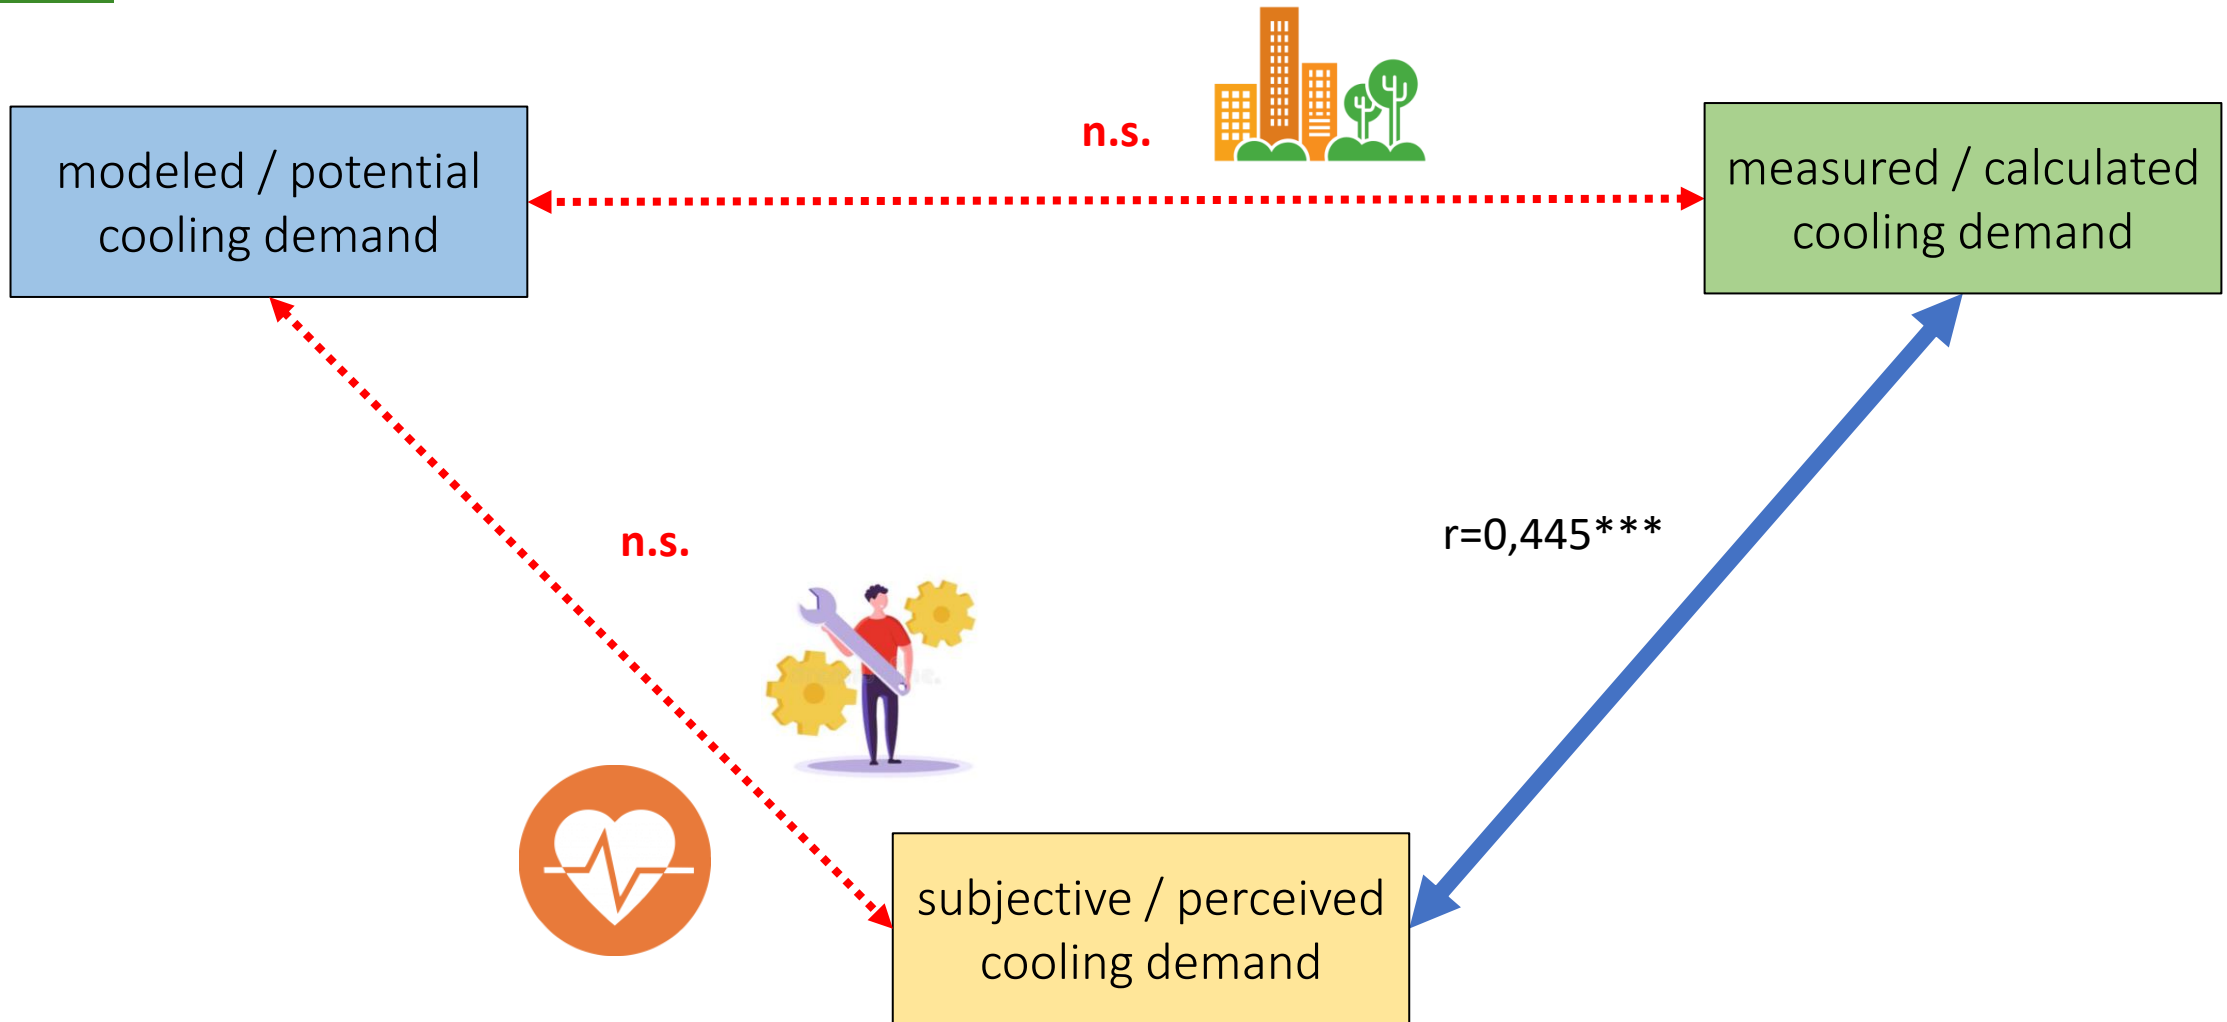 n.s.
modeled / potential
cooling demand
measured / calculated
cooling demand
n.s.
r=0,445***
subjective / perceived
cooling demand